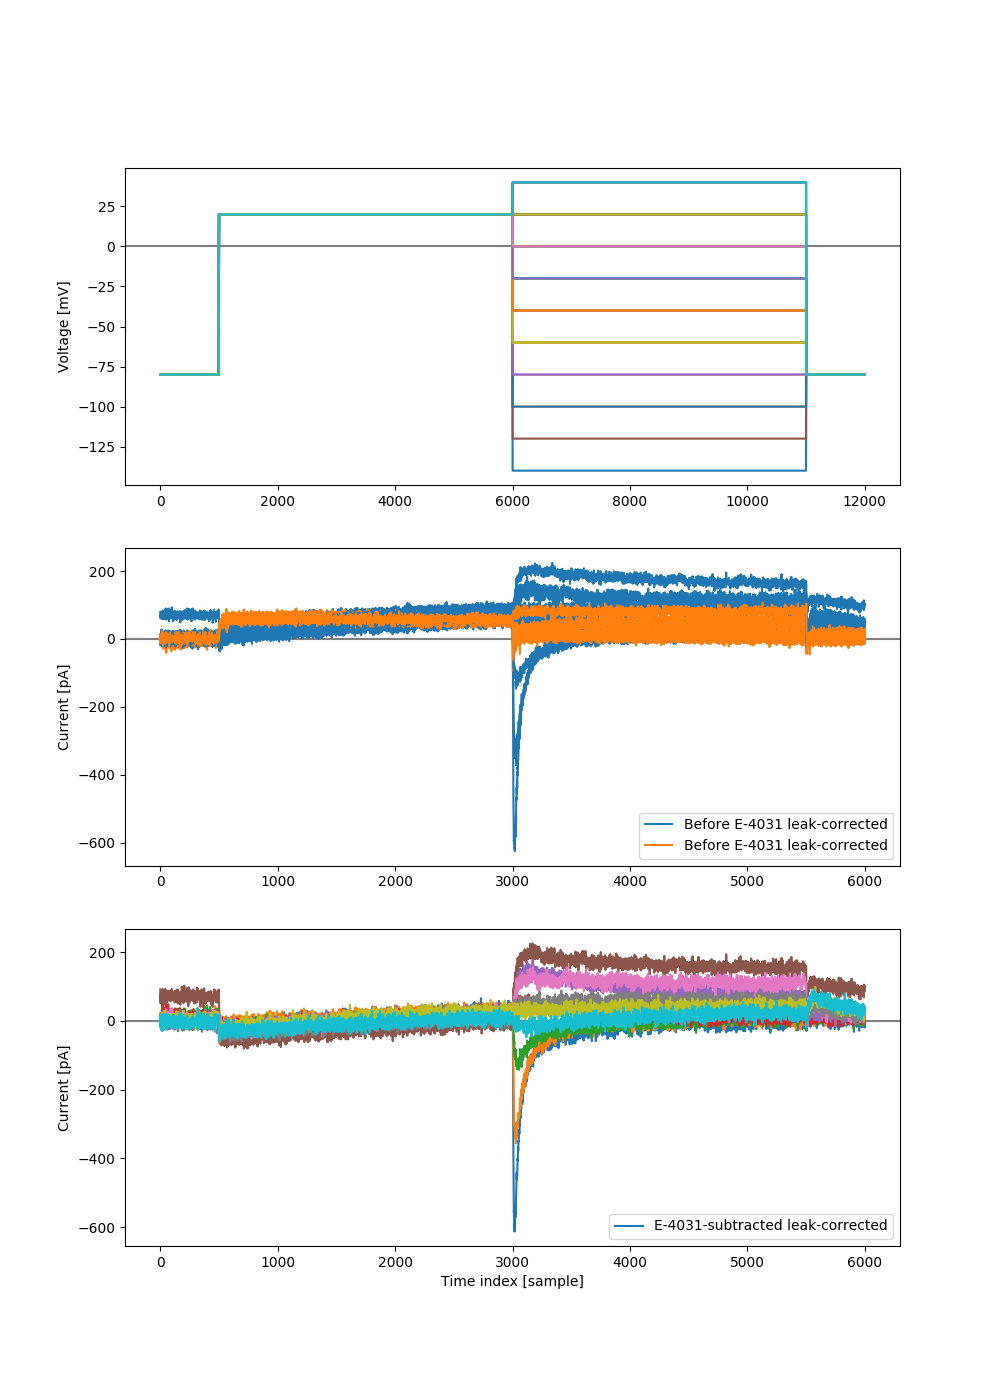 25
0
−25
−50
−75
−100
−125
Voltage [mV]
0 2000 4000 6000 8000 10000 12000
200
0
−200
−400
−600
Current [pA]
Before E-4031 leak-corrected
Before E-4031 leak-corrected
0 1000 2000 3000 4000 5000 6000
200
0
−200
−400
−600
Current [pA]
E-4031-subtracted leak-corrected
0 1000 2000 3000 4000 5000 6000
Time index [sample]